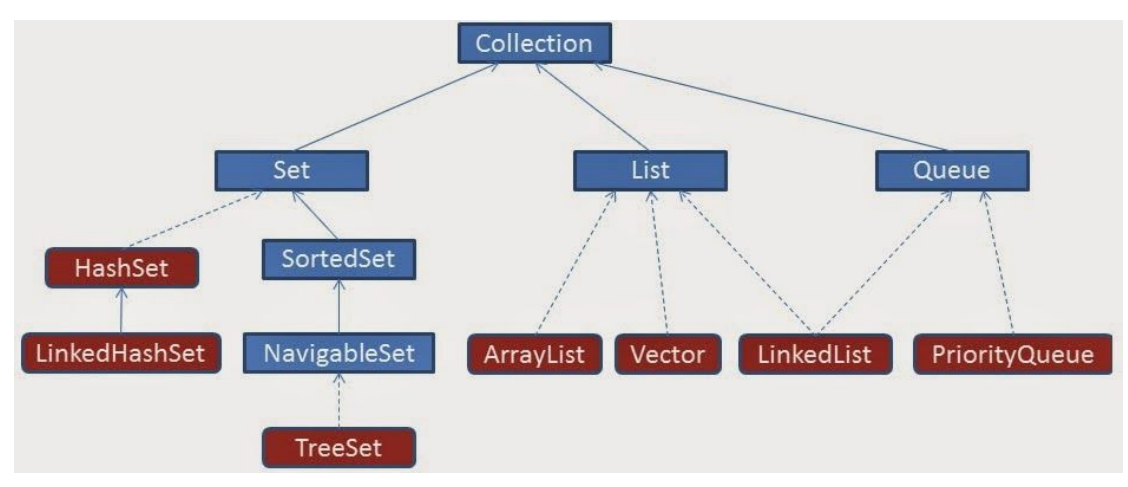 Collection
Set
List
Queue
HashSet
SortedSet
LinkedHashSet
NavigableSet
ArrayList
Vector
LinkedList
PriorityQueue
TreeSet